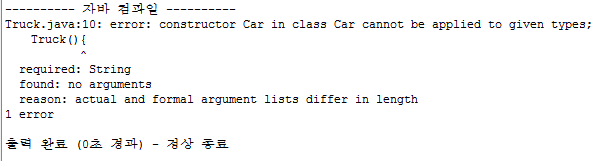 ---------- 자바 컴파일 ----------
Truck.java:10: error: constructor Car in class Car cannot be applied to given types;
    Truck(){
           ^
  required: String
  found: no arguments
  reason: actual and formal argument lists differ in length
1 error
출력 완료 (0초 경과) - 정상 종료